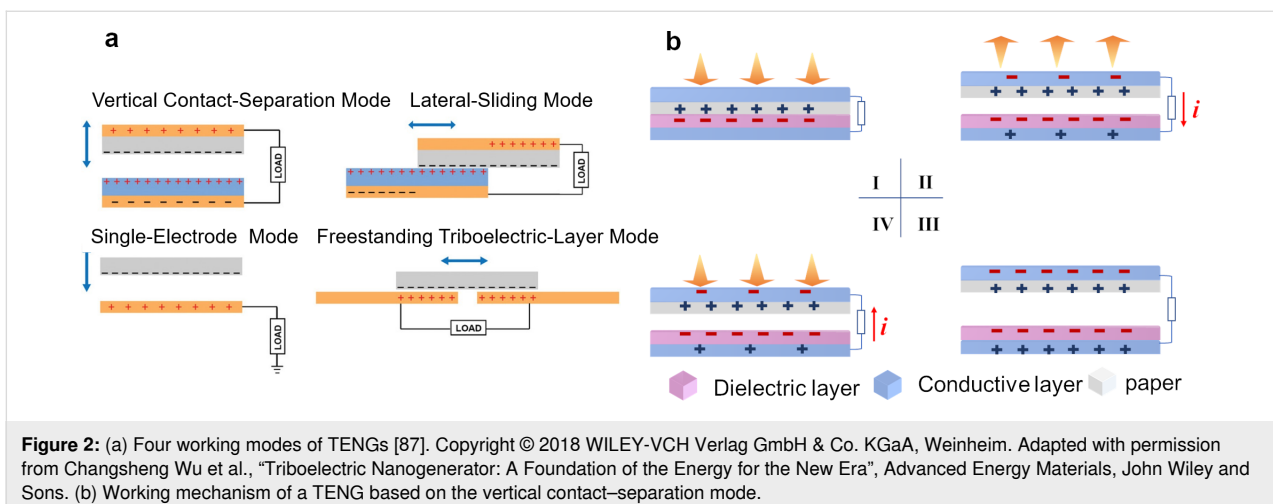 a
Vertical Contact-Separation Mode
Lateral-Sliding Mode
LOAD
LOAD
Single-Electrode Mode
Freestanding Triboelectric-Layer Mode
LOAD
LOAD
b
i
I II
IV III
i
Dielectric layer Conductive layer paper
Figure 2: (a) Four working modes of TENGs [87]. Copyright © 2018 WILEY-VCH Verlag GmbH & Co. KGaA, Weinheim. Adapted with permission
from Changsheng Wu et al., “Triboelectric Nanogenerator: A Foundation of the Energy for the New Era”, Advanced Energy Materials, John Wiley and
Sons. (b) Working mechanism of a TENG based on the vertical contact–separation mode.